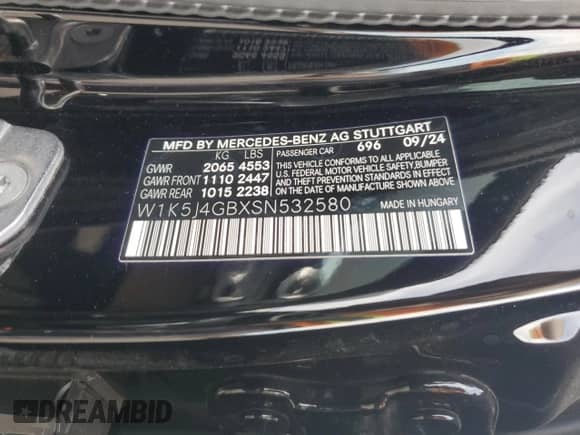 MFD BY MERCEDES-BENZ AG STUTTGART
KG LBS PASSENGER CAR 696 09/24
GVWR 2065 4553 THIS VEHICLE CONFORMS TO ALL APPLICABLE
GAWR FRONT 1110 2447 U.S. FEDERAL MOTOR VEHICLE SAFETY, BUMPER
GAWR REAR 1015 2238 AND THEFT PREVENTION STANDARDS IN EFFECT
ON THE DATE OF MANUFACTURE SHOWN ABOVE.
W1K5J4GBXSN532580 MADE IN HUNGARY
DREAMBID